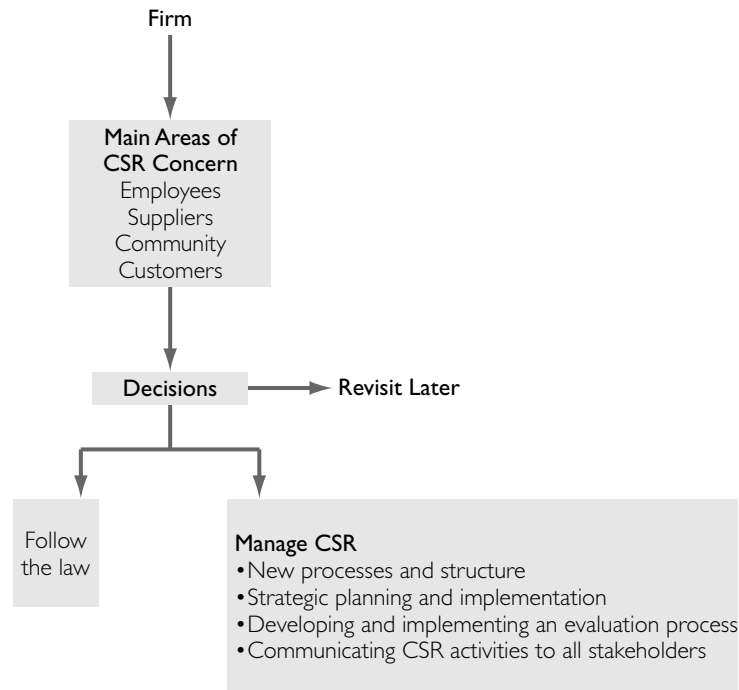 Firm
Main Areas of
CSR Concern
Employees
Suppliers
Community
Customers
Decisions
Revisit Later
Follow
the law
Manage CSR
•New processes and structure
•Strategic planning and implementation
•Developing and implementing an evaluation process
•Communicating CSR activities to all stakeholders